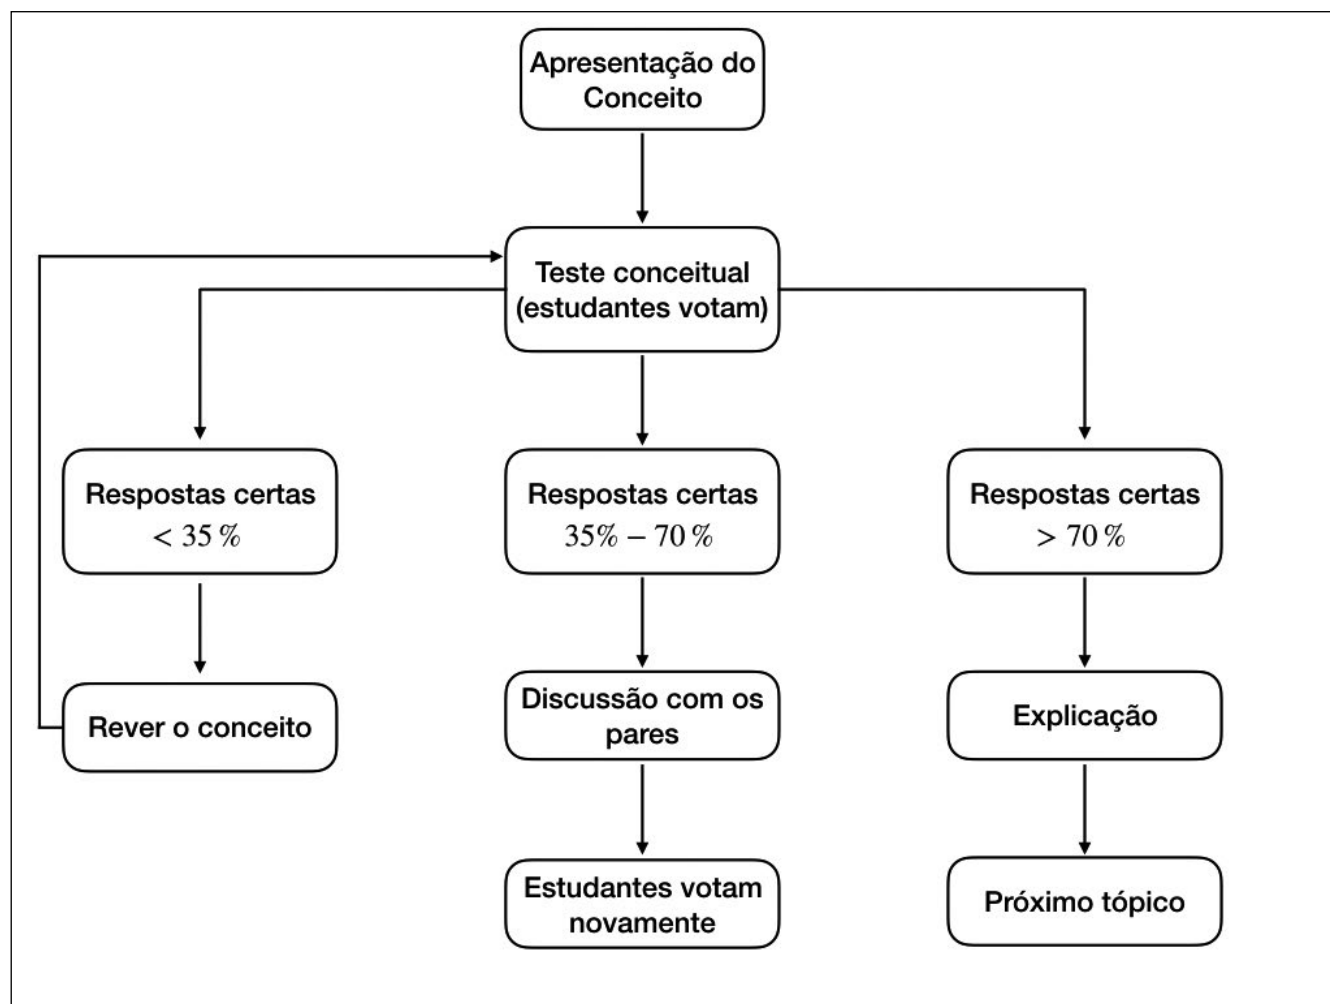 Apresentação do
Conceito
Teste conceitual
(estudantes votam)
Respostas certas
< 35 %
Respostas certas
35% – 70 %
Respostas certas
> 70 %
Rever o conceito
Discussão com os
pares
Explicação
Estudantes votam
novamente
Próximo tópico